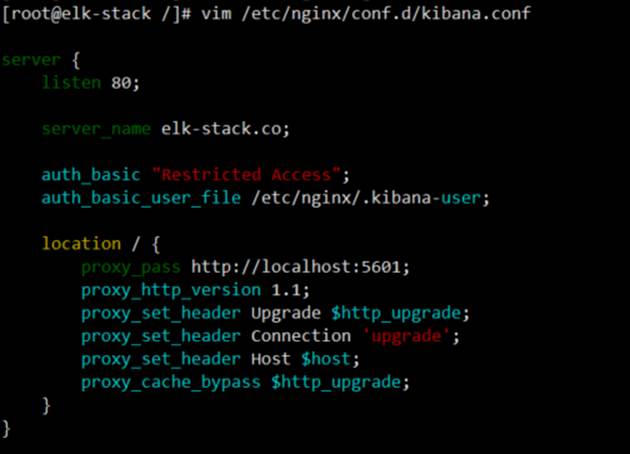 [root@elk-stack /]# vim /etc/nginx/conf.d/kibana.conf
server {
listen 80;
server_name elk-stack.co;
auth_basic "Restricted Access";
auth_basic_user_file /etc/nginx/.kibana-user;
location / {
proxy_pass http://localhost:5601;
proxy_http_version 1.1;
proxy_set_header Upgrade $http_upgrade;
proxy_set_header Connection 'upgrade';
proxy_set_header Host $host;
proxy_cache_bypass $http_upgrade;
}
}